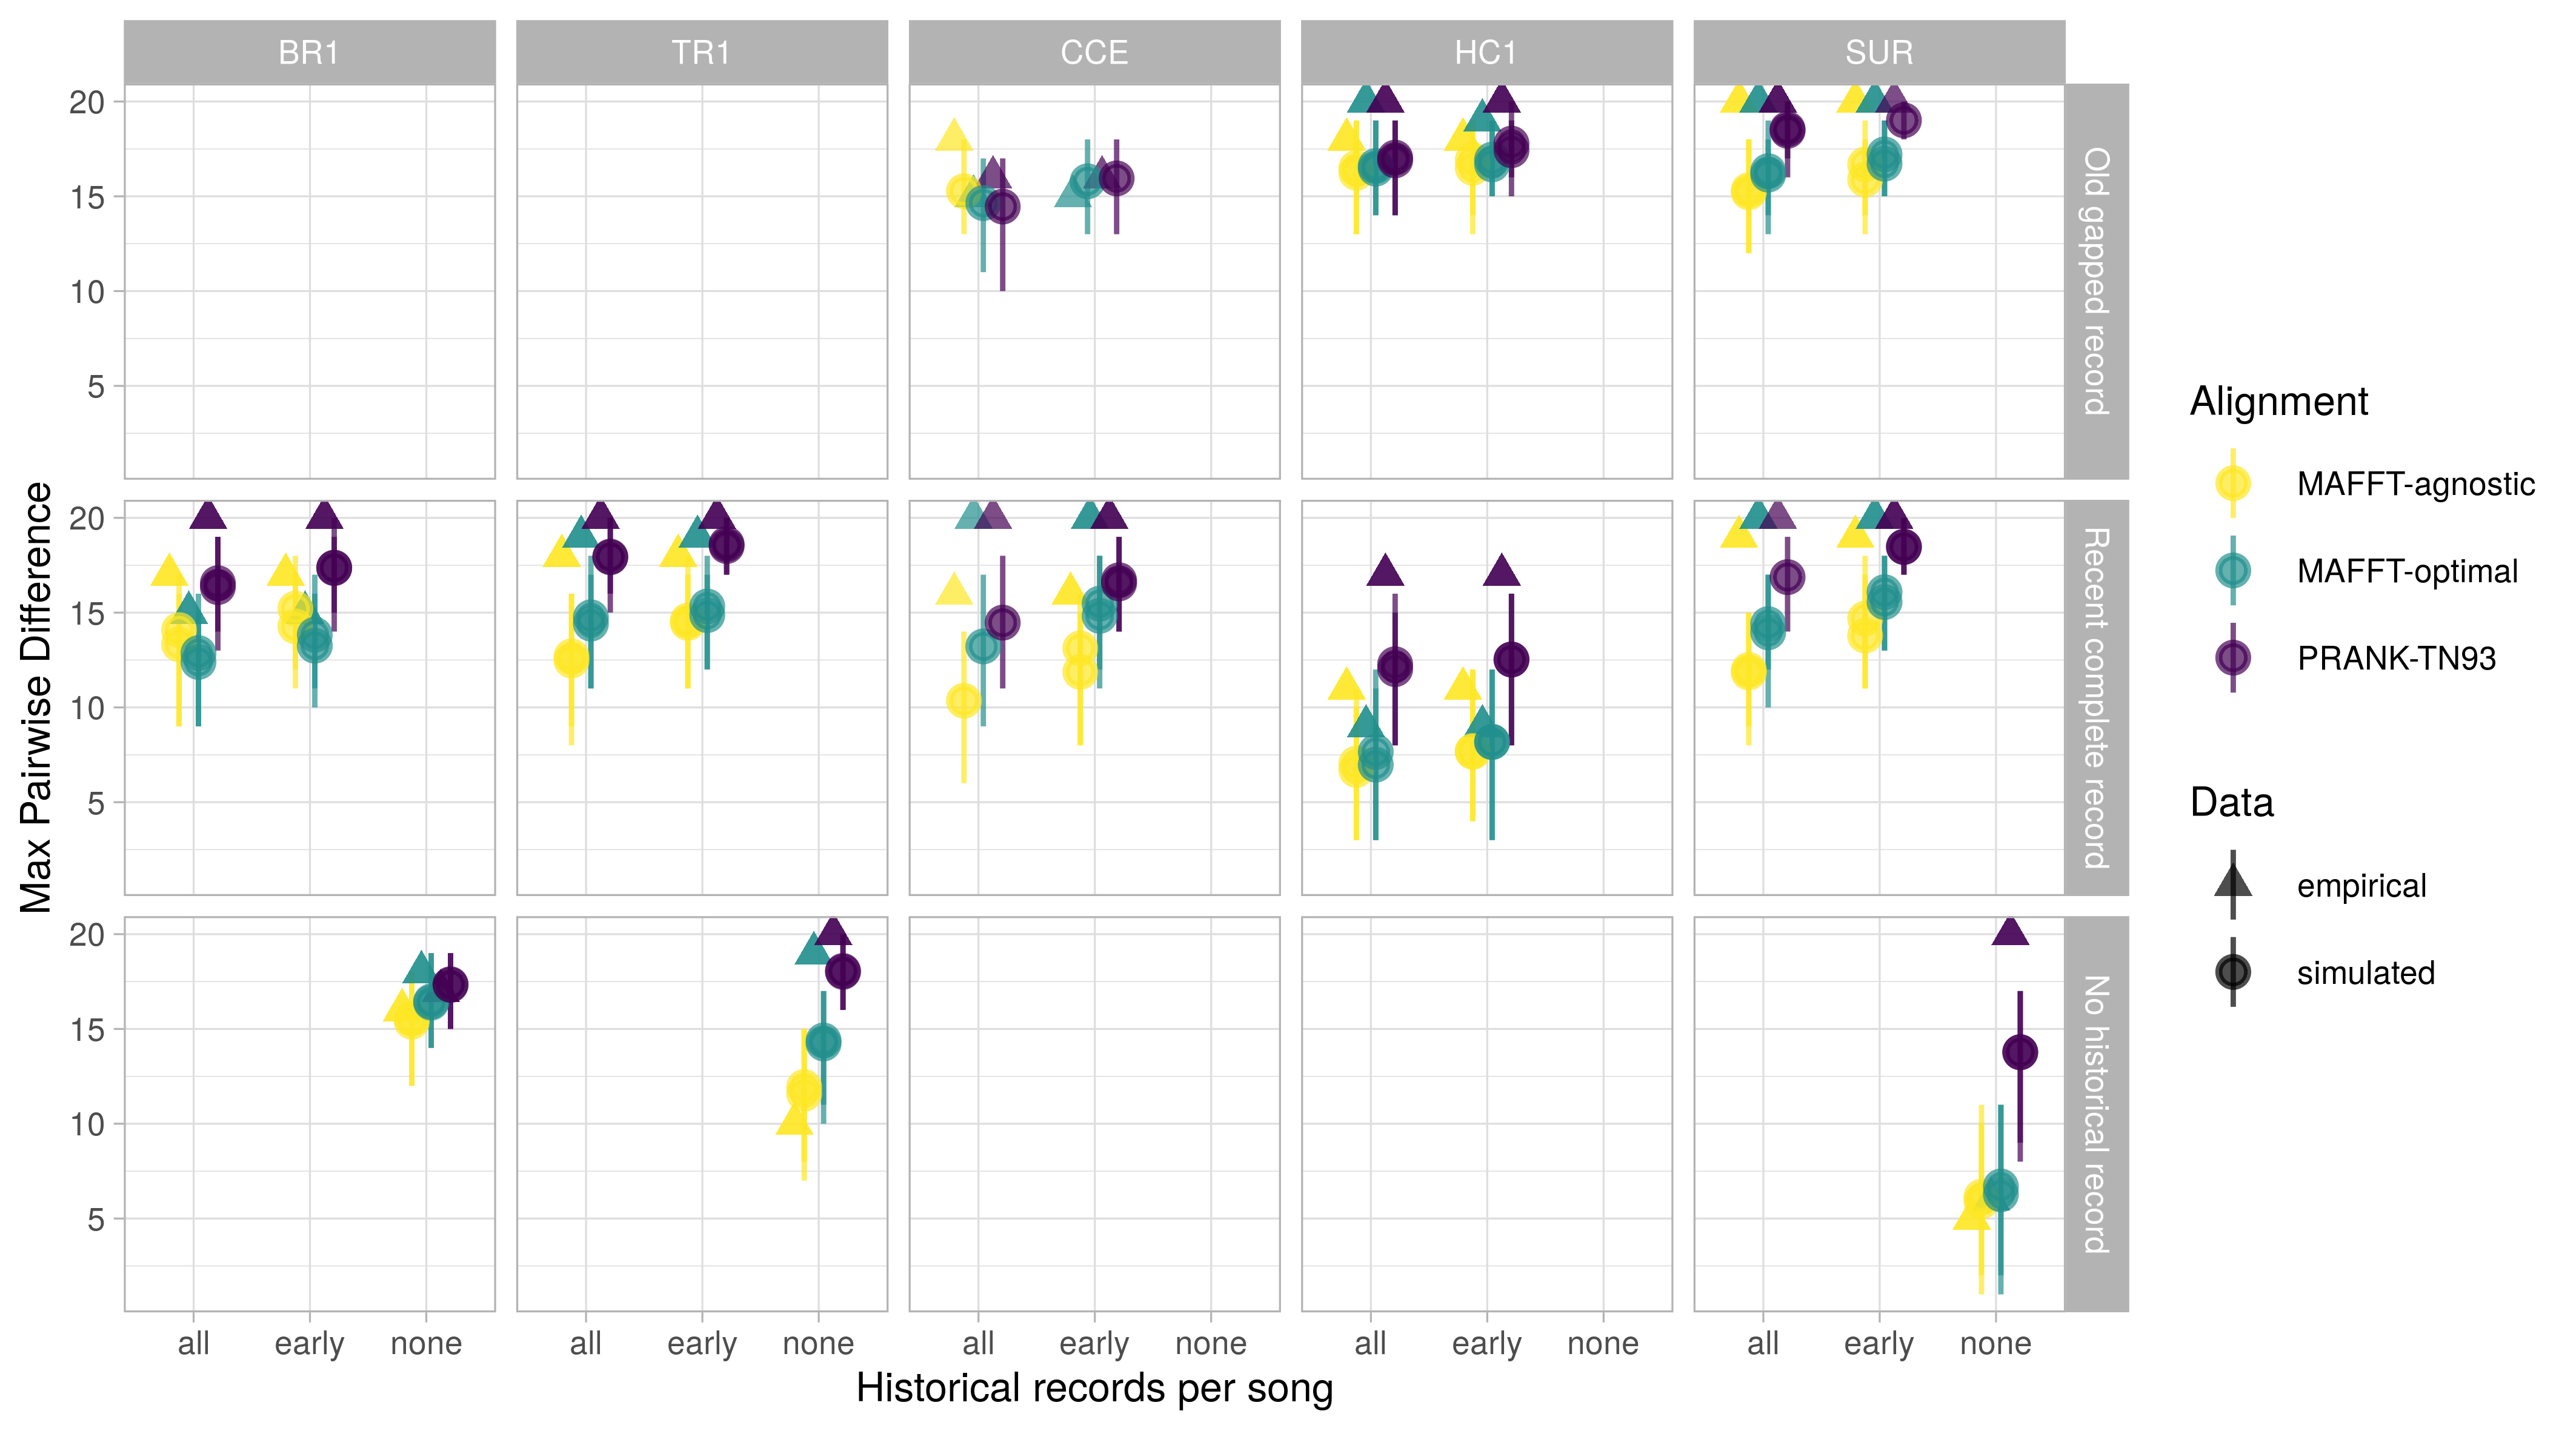 BR1
TR1
CCE
HC1
SUR
20
15
10
5
Old gapped record
20
15
10
5
Recent complete record
20
15
10
5
No historical record
all early none
all early none
all early none
all early none
all early none
Historical records per song
Max Pairwise Difference
Alignment
MAFFT-agnostic
MAFFT-optimal
PRANK-TN93
Data
empirical
simulated